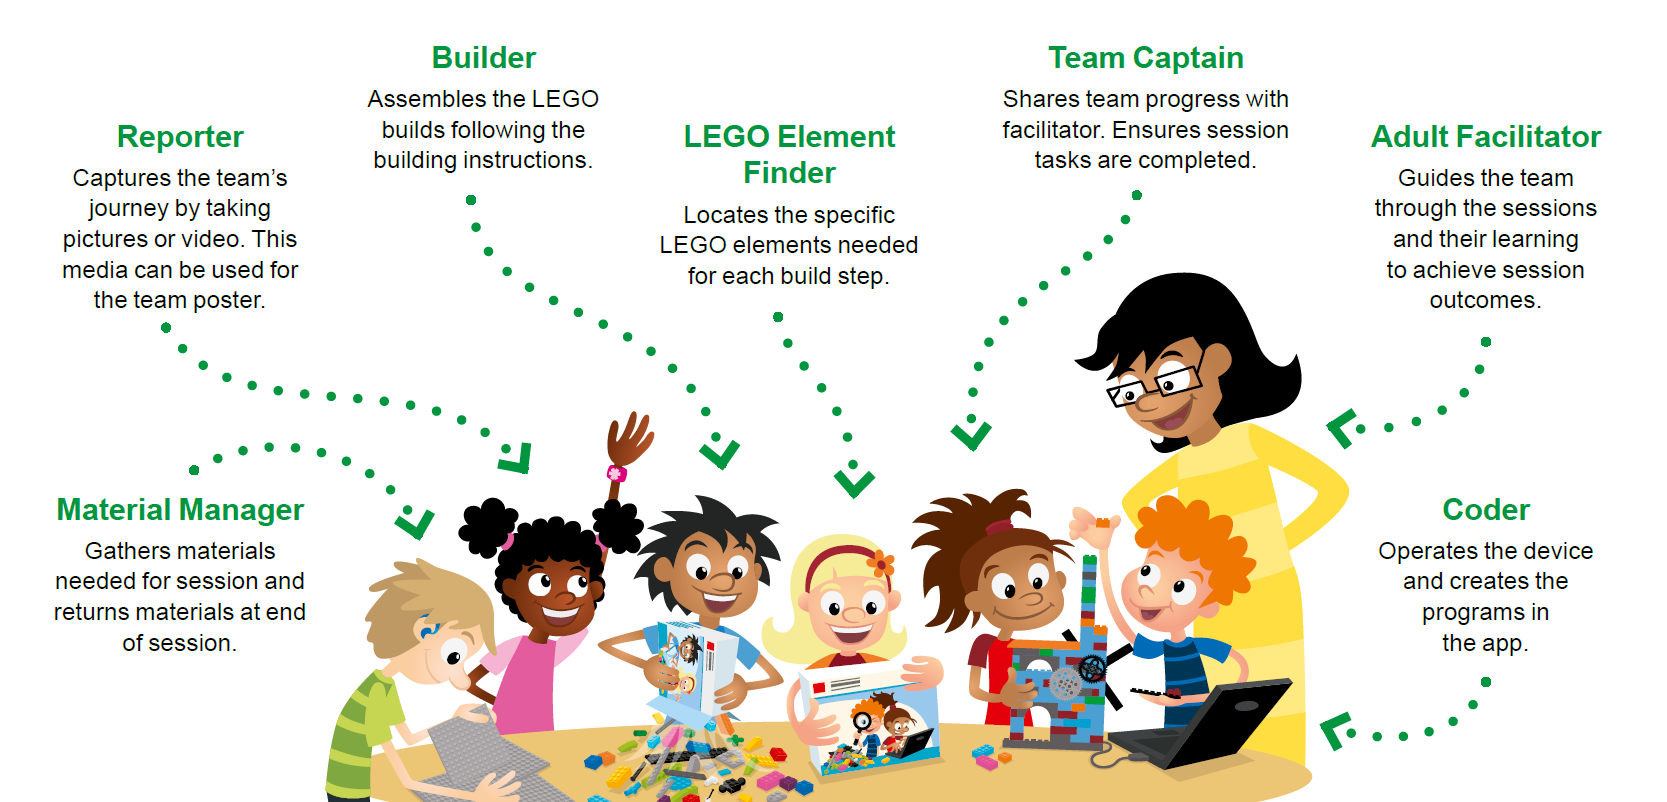 Reporter
Captures the team’s
journey by taking
pictures or video. This
media can be used for
the team poster.
Builder
Assembles the LEGO
builds following the
building instructions.
LEGO Element
Finder
Locates the specific
LEGO elements needed
for each build step.
Team Captain
Shares team progress with
facilitator. Ensures session
tasks are completed.
Adult Facilitator
Guides the team
through the sessions
and their learning
to achieve session
outcomes.
Material Manager
Gathers materials
needed for session and
returns materials at end
of session.
Coder
Operates the device
and creates the
programs in
the app.